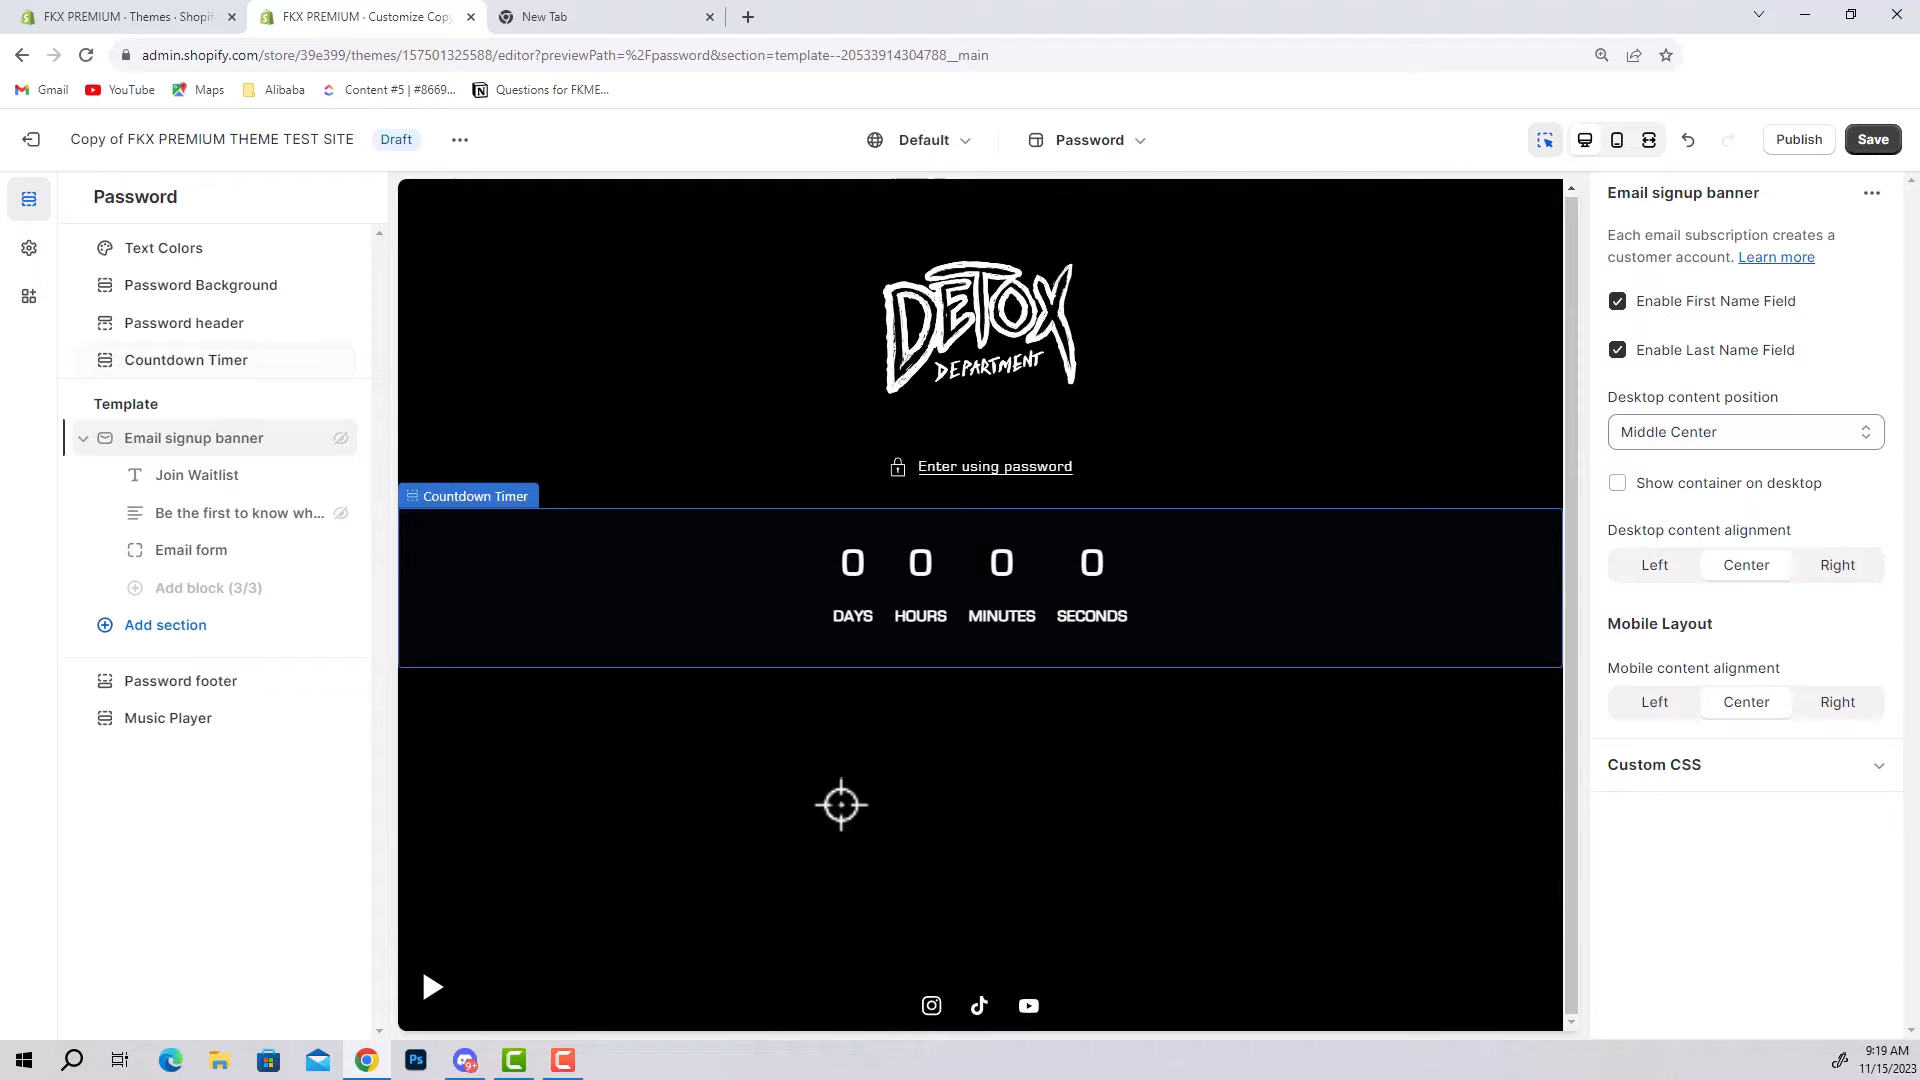 FKX PREMIUM · Themes · Shopif
FKX PREMIUM · Customize Copy
New Tab
admin.shopify.com/store/39e399/themes/157501325588/editor?previewPath=%2Fpassword&section=template--20533914304788__main
Gmail
YouTube
Maps
Alibaba
Content #5 | #8669...
Questions for FKME...
Copy of FKX PREMIUM THEME TEST SITE
Draft
Default
Password
Publish
Save
Password
Text Colors
Password Background
Password header
Countdown Timer
Template
Email signup banner
Join Waitlist
Be the first to know wh...
Email form
Add block (3/3)
Add section
Password footer
Music Player
DETOX
DEPARTMENT
Enter using password
Countdown Timer
0 0 0 0
DAYS HOURS MINUTES SECONDS
Email signup banner
Each email subscription creates a
customer account. Learn more
Enable First Name Field
Enable Last Name Field
Desktop content position
Middle Center
Show container on desktop
Desktop content alignment
Left Center Right
Mobile Layout
Mobile content alignment
Left Center Right
Custom CSS
Ps
9+
9:19 AM
11/15/2023